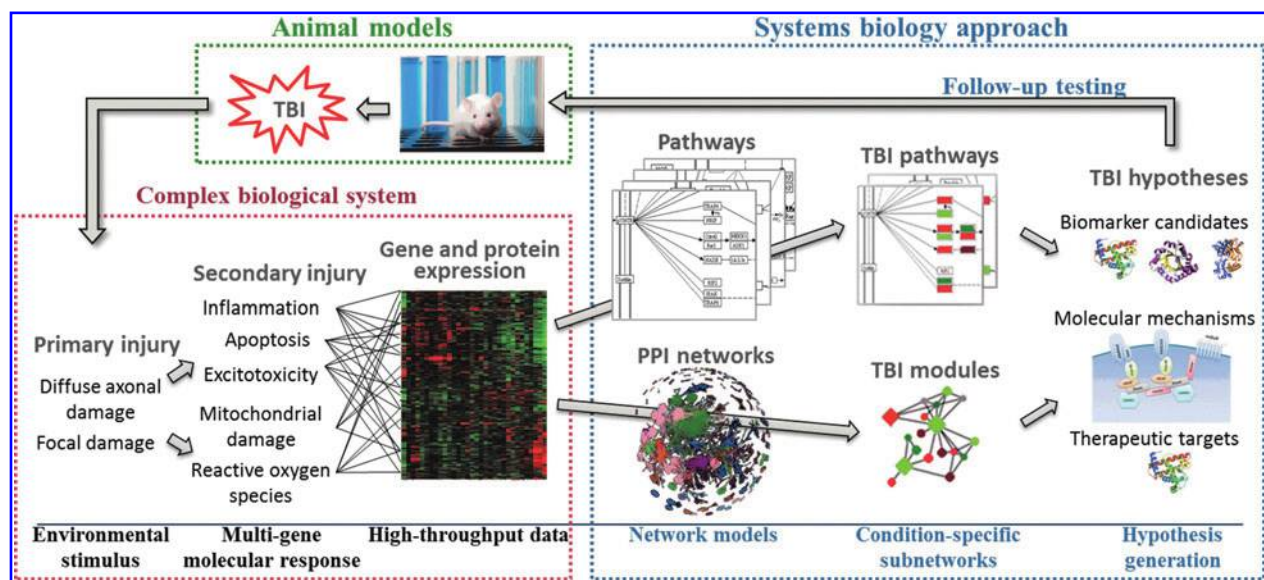 Animal models
Systems biology approach
TBI
Follow-up testing
Complex biological system
Pathways
TBI pathways
TBI hypotheses
Biomarker candidates
Gene and protein
expression
Secondary injury
Inflammation
Apoptosis
Excitotoxicity
Mitochondrial
damage
Reactive oxygen
species
Primary injury
Diffuse axonal
damage
Focal damage
PPI networks
TBI modules
Molecular mechanisms
Therapeutic targets
Environmental
stimulus
Multi-gene
molecular response
High-throughput data
Network models
Condition-specific
subnetworks
Hypothesis
generation